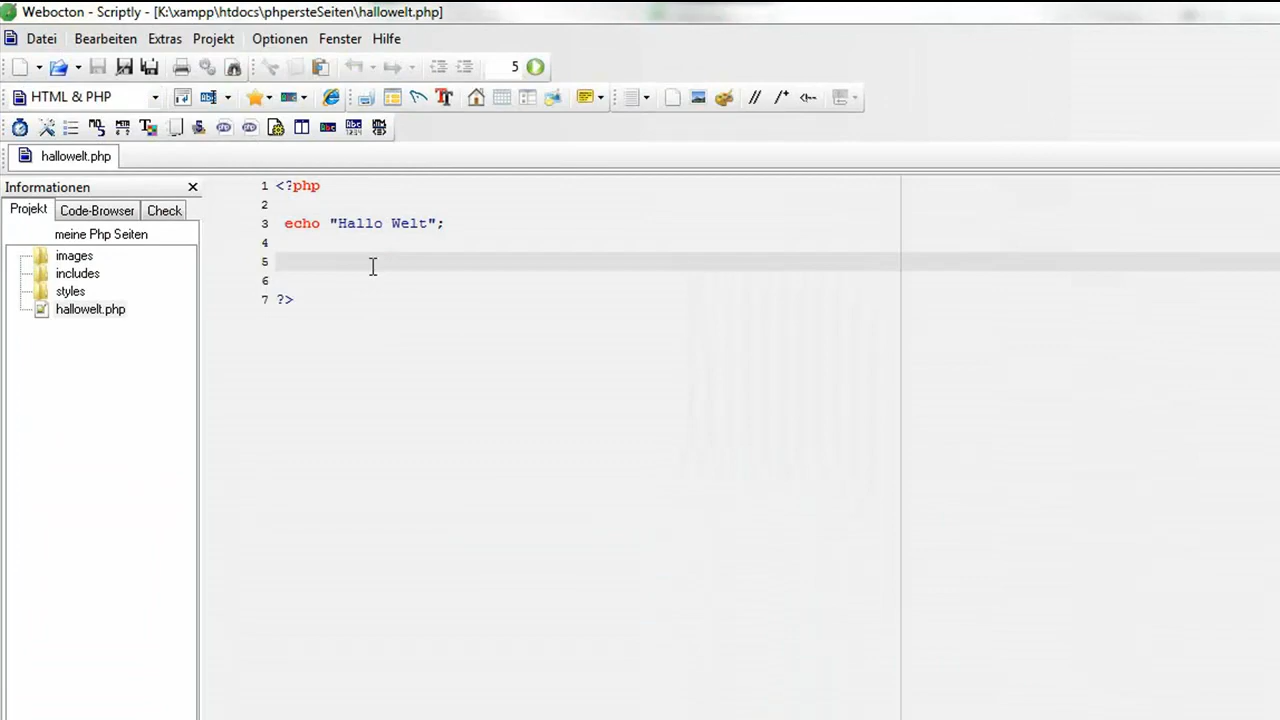 Webocton - Scriptly - [K:\xampp\htdocs\phpersteSeiten\hallowelt.php]
Datei Bearbeiten Extras Projekt Optionen Fenster Hilfe
5
HTML & PHP
hallowelt.php
Informationen
Projekt Code-Browser Check
meine Php Seiten
images
includes
styles
hallowelt.php
1 <?php
2
3 echo "Hallo Welt";
4
5
6
7 ?>